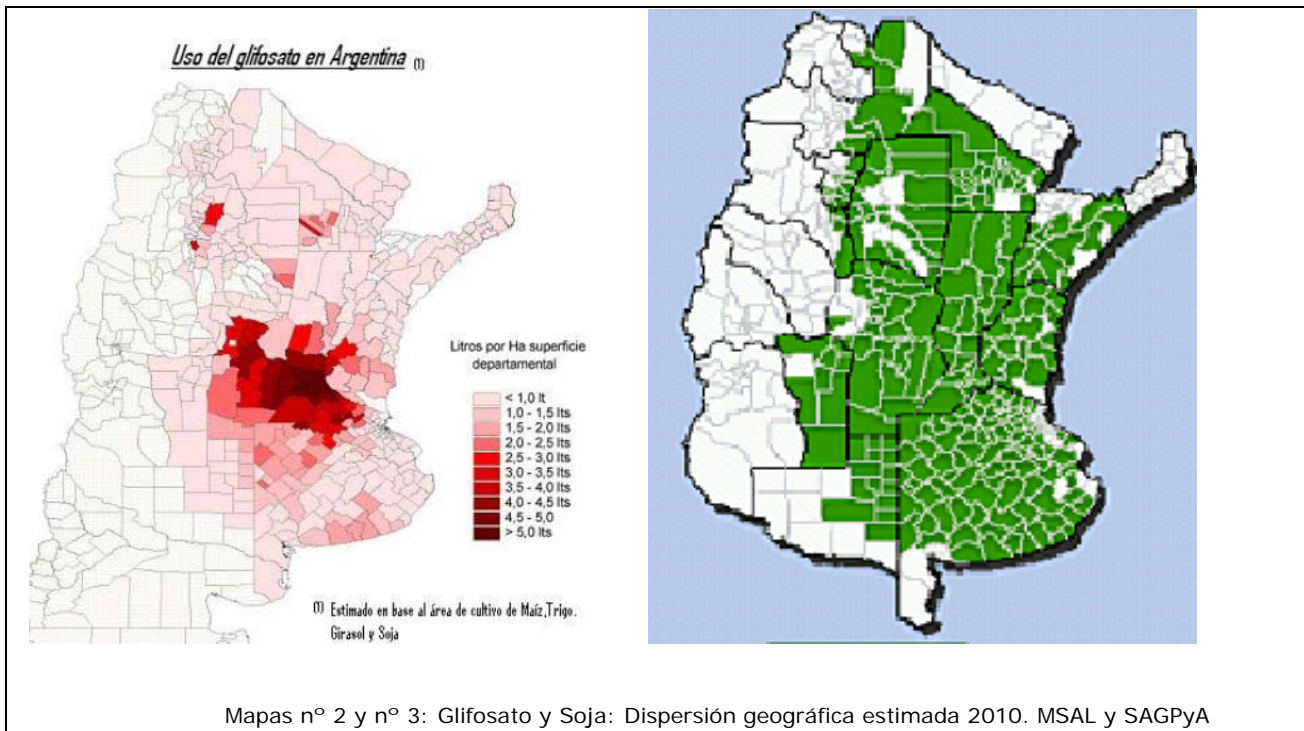 Uso del glifosato en Argentina (1)
Litros por Ha superficie
departamental
< 1,0 lt
1,0 - 1,5 lts
1,5 - 2,0 lts
2,0 - 2,5 lts
2,5 - 3,0 lts
3,0 - 3,5 lts
3,5 - 4,0 lts
4,0 - 4,5 lts
4,5 - 5,0
> 5,0 lts
(1) Estimado en base al área de cultivo de Maíz,Trigo.
Girasol y Soja
Mapas nº 2 y nº 3: Glifosato y Soja: Dispersión geográfica estimada 2010. MSAL y SAGPyA